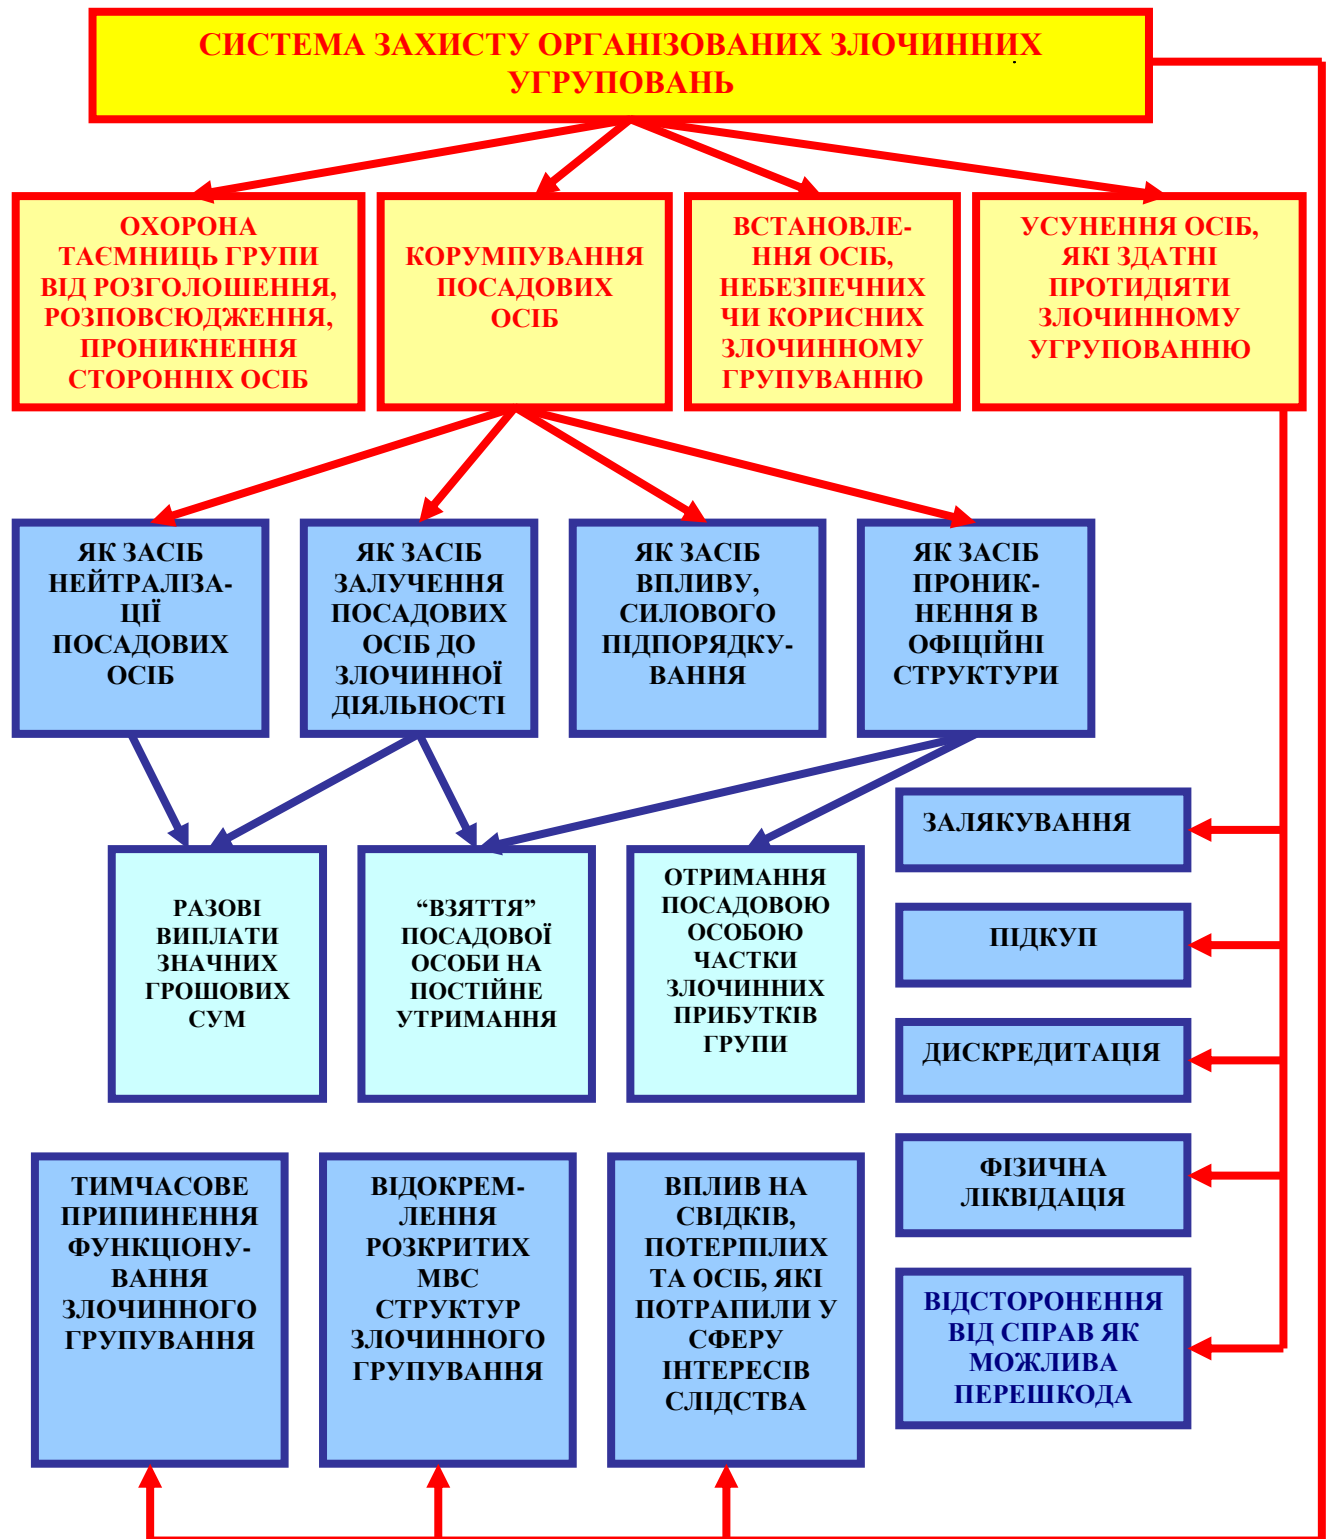 СИСТЕМА ЗАХИСТУ ОРГАНІЗОВАНИХ ЗЛОЧИННИХ
УГРУПОВАНЬ
ОХОРОНА
ТАЄМНИЦЬ ГРУПИ
ВІД РОЗГОЛОШЕННЯ,
РОЗПОВСЮДЖЕННЯ,
ПРОНИКНЕННЯ
СТОРОННІХ ОСІБ
КОРУМПУВАННЯ
ПОСАДОВИХ
ОСІБ
ВСТАНОВЛЕ-
ННЯ ОСІБ,
НЕБЕЗПЕЧНИХ
ЧИ КОРИСНИХ
ЗЛОЧИННОМУ
ГРУПУВАННЮ
УСУНЕННЯ ОСІБ,
ЯКІ ЗДАТНІ
ПРОТИДІЯТИ
ЗЛОЧИННОМУ
УГРУПОВАННЮ
ЯК ЗАСІБ
НЕЙТРАЛІЗА-
ЦІЇ
ПОСАДОВИХ
ОСІБ
ЯК ЗАСІБ
ЗАЛУЧЕННЯ
ПОСАДОВИХ
ОСІБ ДО
ЗЛОЧИННОЇ
ДІЯЛЬНОСТІ
ЯК ЗАСІБ
ВПЛИВУ,
СИЛОВОГО
ПІДПОРЯДКУ-
ВАННЯ
ЯК ЗАСІБ
ПРОНИК-
НЕННЯ В
ОФІЦІЙНІ
СТРУКТУРИ
РАЗОВІ
ВИПЛАТИ
ЗНАЧНИХ
ГРОШОВИХ
СУМ
“ВЗЯТТЯ”
ПОСАДОВОЇ
ОСОБИ НА
ПОСТІЙНЕ
УТРИМАННЯ
ОТРИМАННЯ
ПОСАДОВОЮ
ОСОБОЮ
ЧАСТКИ
ЗЛОЧИННИХ
ПРИБУТКІВ
ГРУПИ
ЗАЛЯКУВАННЯ
ПІДКУП
ДИСКРЕДИТАЦІЯ
ФІЗИЧНА
ЛІКВІДАЦІЯ
ВІДСТОРОНЕННЯ
ВІД СПРАВ ЯК
МОЖЛИВА
ПЕРЕШКОДА
ТИМЧАСОВЕ
ПРИПИНЕННЯ
ФУНКЦІОНУ-
ВАННЯ
ЗЛОЧИННОГО
ГРУПУВАННЯ
ВІДОКРЕМ-
ЛЕННЯ
РОЗКРИТИХ
МВС
СТРУКТУР
ЗЛОЧИННОГО
ГРУПУВАННЯ
ВПЛИВ НА
СВІДКІВ,
ПОТЕРПІЛИХ
ТА ОСІБ, ЯКІ
ПОТРАПИЛИ У
СФЕРУ
ІНТЕРЕСІВ
СЛІДСТВА